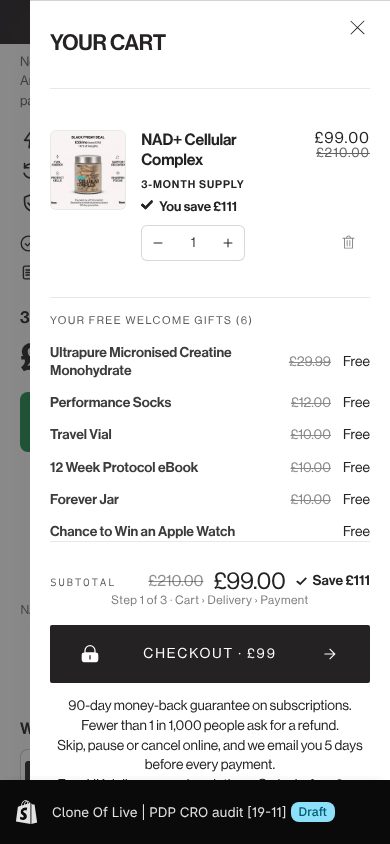 YOUR CART
NAD+ Cellular
Complex
£99.00
£210.00
3-MONTH SUPPLY
You save £111
− 1 +
YOUR FREE WELCOME GIFTS (6)
Ultrapure Micronised Creatine
Monohydrate
£29.99 Free
Performance Socks £12.00 Free
Travel Vial £10.00 Free
12 Week Protocol eBook £10.00 Free
Forever Jar £10.00 Free
Chance to Win an Apple Watch Free
SUBTOTAL £210.00 £99.00 Save £111
Step 1 of 3 · Cart › Delivery › Payment
CHECKOUT · £99
90-day money-back guarantee on subscriptions.
Fewer than 1 in 1,000 people ask for a refund.
Skip, pause or cancel online, and we email you 5 days
before every payment.
Clone Of Live | PDP CRO audit [19-11] Draft